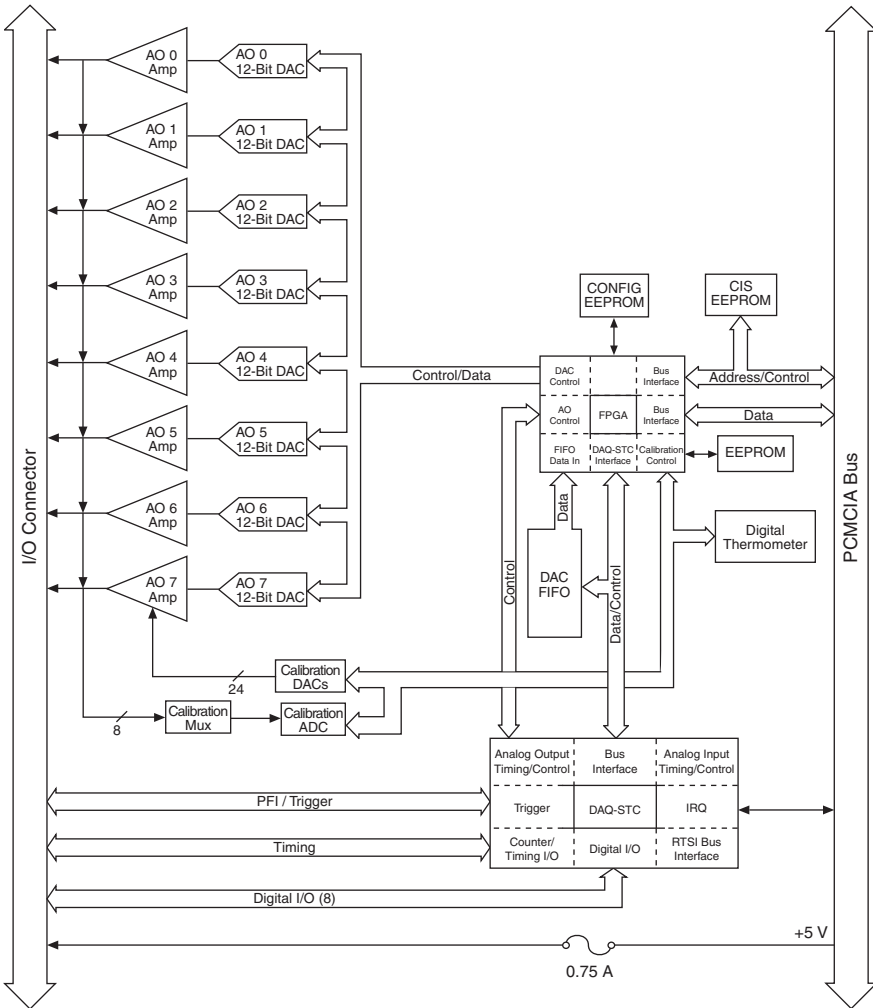 AO 0
Amp
AO 0
12-Bit DAC
AO 1
Amp
AO 1
12-Bit DAC
AO 2
Amp
AO 2
12-Bit DAC
AO 3
Amp
AO 3
12-Bit DAC
AO 4
Amp
AO 4
12-Bit DAC
AO 5
Amp
AO 5
12-Bit DAC
AO 6
Amp
AO 6
12-Bit DAC
AO 7
Amp
AO 7
12-Bit DAC
I/O Connector
Control/Data
CONFIG
EEPROM
CIS
EEPROM
DAC
Control
Bus
Interface
Address/Control
AO
Control
FPGA
Bus
Interface
Data
FIFO
Data In
DAQ-STC
Interface
Calibration
Control
EEPROM
PCMCIA Bus
Data
Digital
Thermometer
DAC
FIFO
Control
Data/Control
Calibration
DACs
24
8
Calibration
Mux
Calibration
ADC
Analog Output
Timing/Control
Bus
Interface
Analog Input
Timing/Control
PFI / Trigger
Trigger
DAQ-STC
IRQ
Timing
Counter/
Timing I/O
Digital I/O
RTSI Bus
Interface
Digital I/O (8)
+5 V
0.75 A